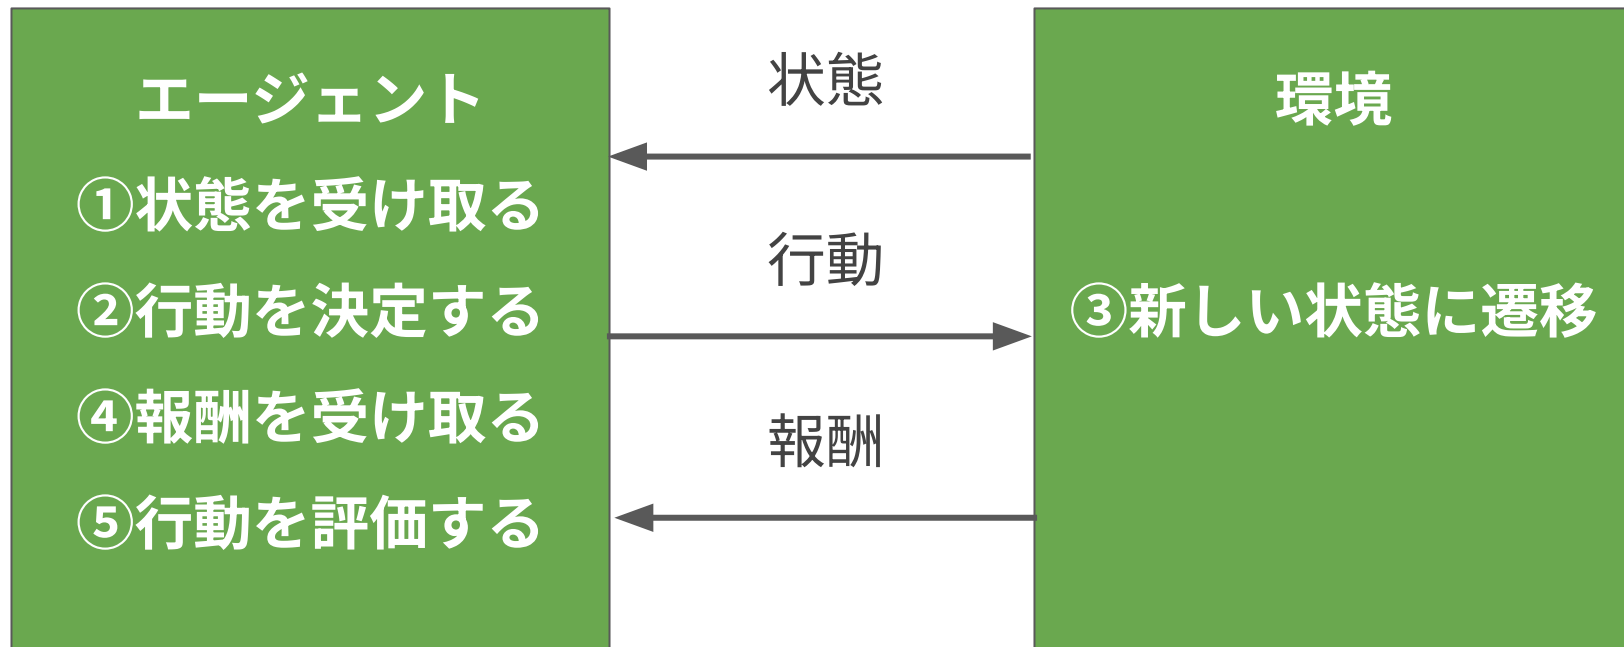 エージェント
①状態を受け取る
②行動を決定する
④報酬を受け取る
⑤行動を評価する
状態
行動
報酬
環境
③新しい状態に遷移